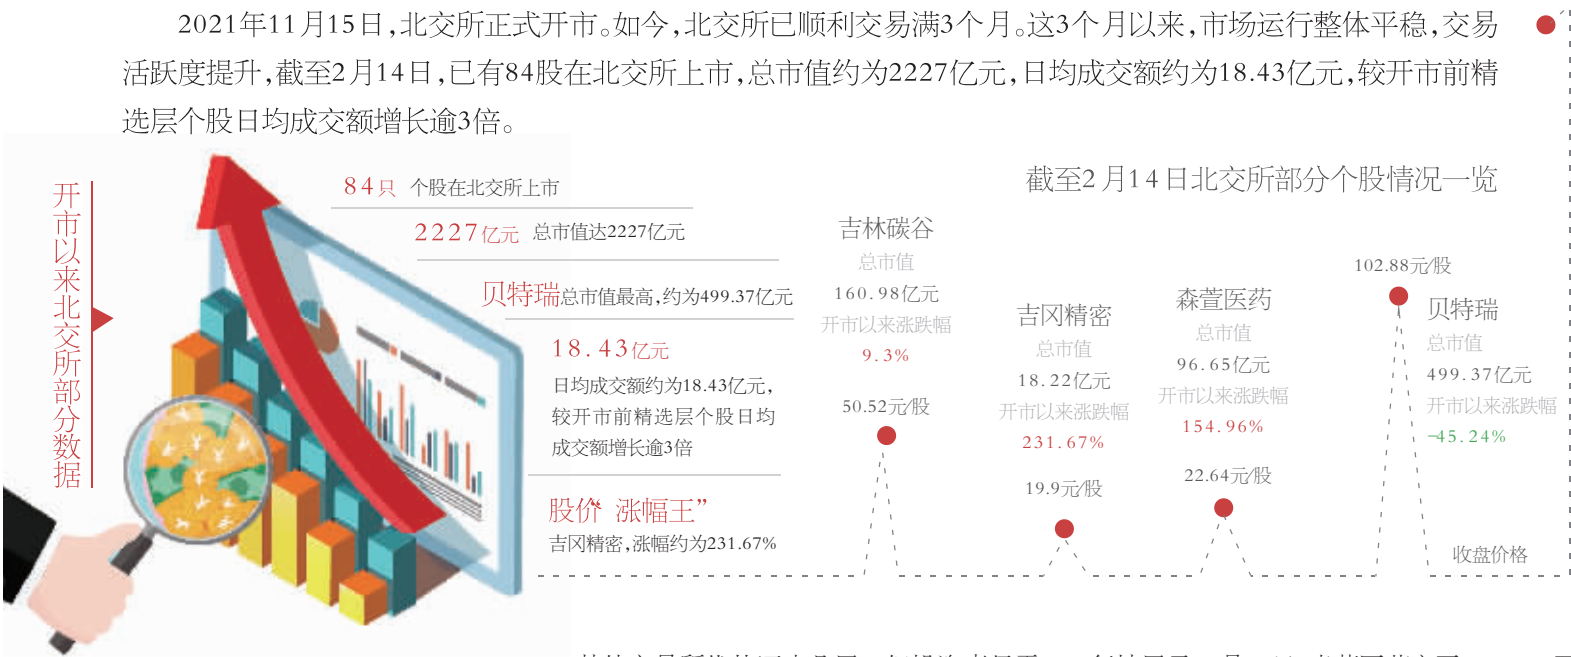 2021年11月15日,北交所正式开市。如今,北交所已顺利交易满3个月。这3个月以来,市场运行整体平稳,交易
活跃度提升,截至2月14日,已有84股在北交所上市,总市值约为2227亿元,日均成交额约为18.43亿元,较开市前精
选层个股日均成交额增长逾3倍。
开市以来北交所部分数据
84只 个股在北交所上市
2227亿元 总市值达2227亿元
贝特瑞总市值最高,约为499.37亿元
18.43亿元
日均成交额约为18.43亿元,
较开市前精选层个股日均
成交额增长逾3倍
股价“涨幅王”
吉冈精密,涨幅约为231.67%
截至2月14日北交所部分个股情况一览
吉林碳谷
总市值
160.98亿元
开市以来涨跌幅
9.3%
50.52元/股
吉冈精密
总市值
18.22亿元
开市以来涨跌幅
231.67%
19.9元/股
森萱医药
总市值
96.65亿元
开市以来涨跌幅
154.96%
22.64元/股
102.88元/股
贝特瑞
总市值
499.37亿元
开市以来涨跌幅
-45.24%
收盘价格